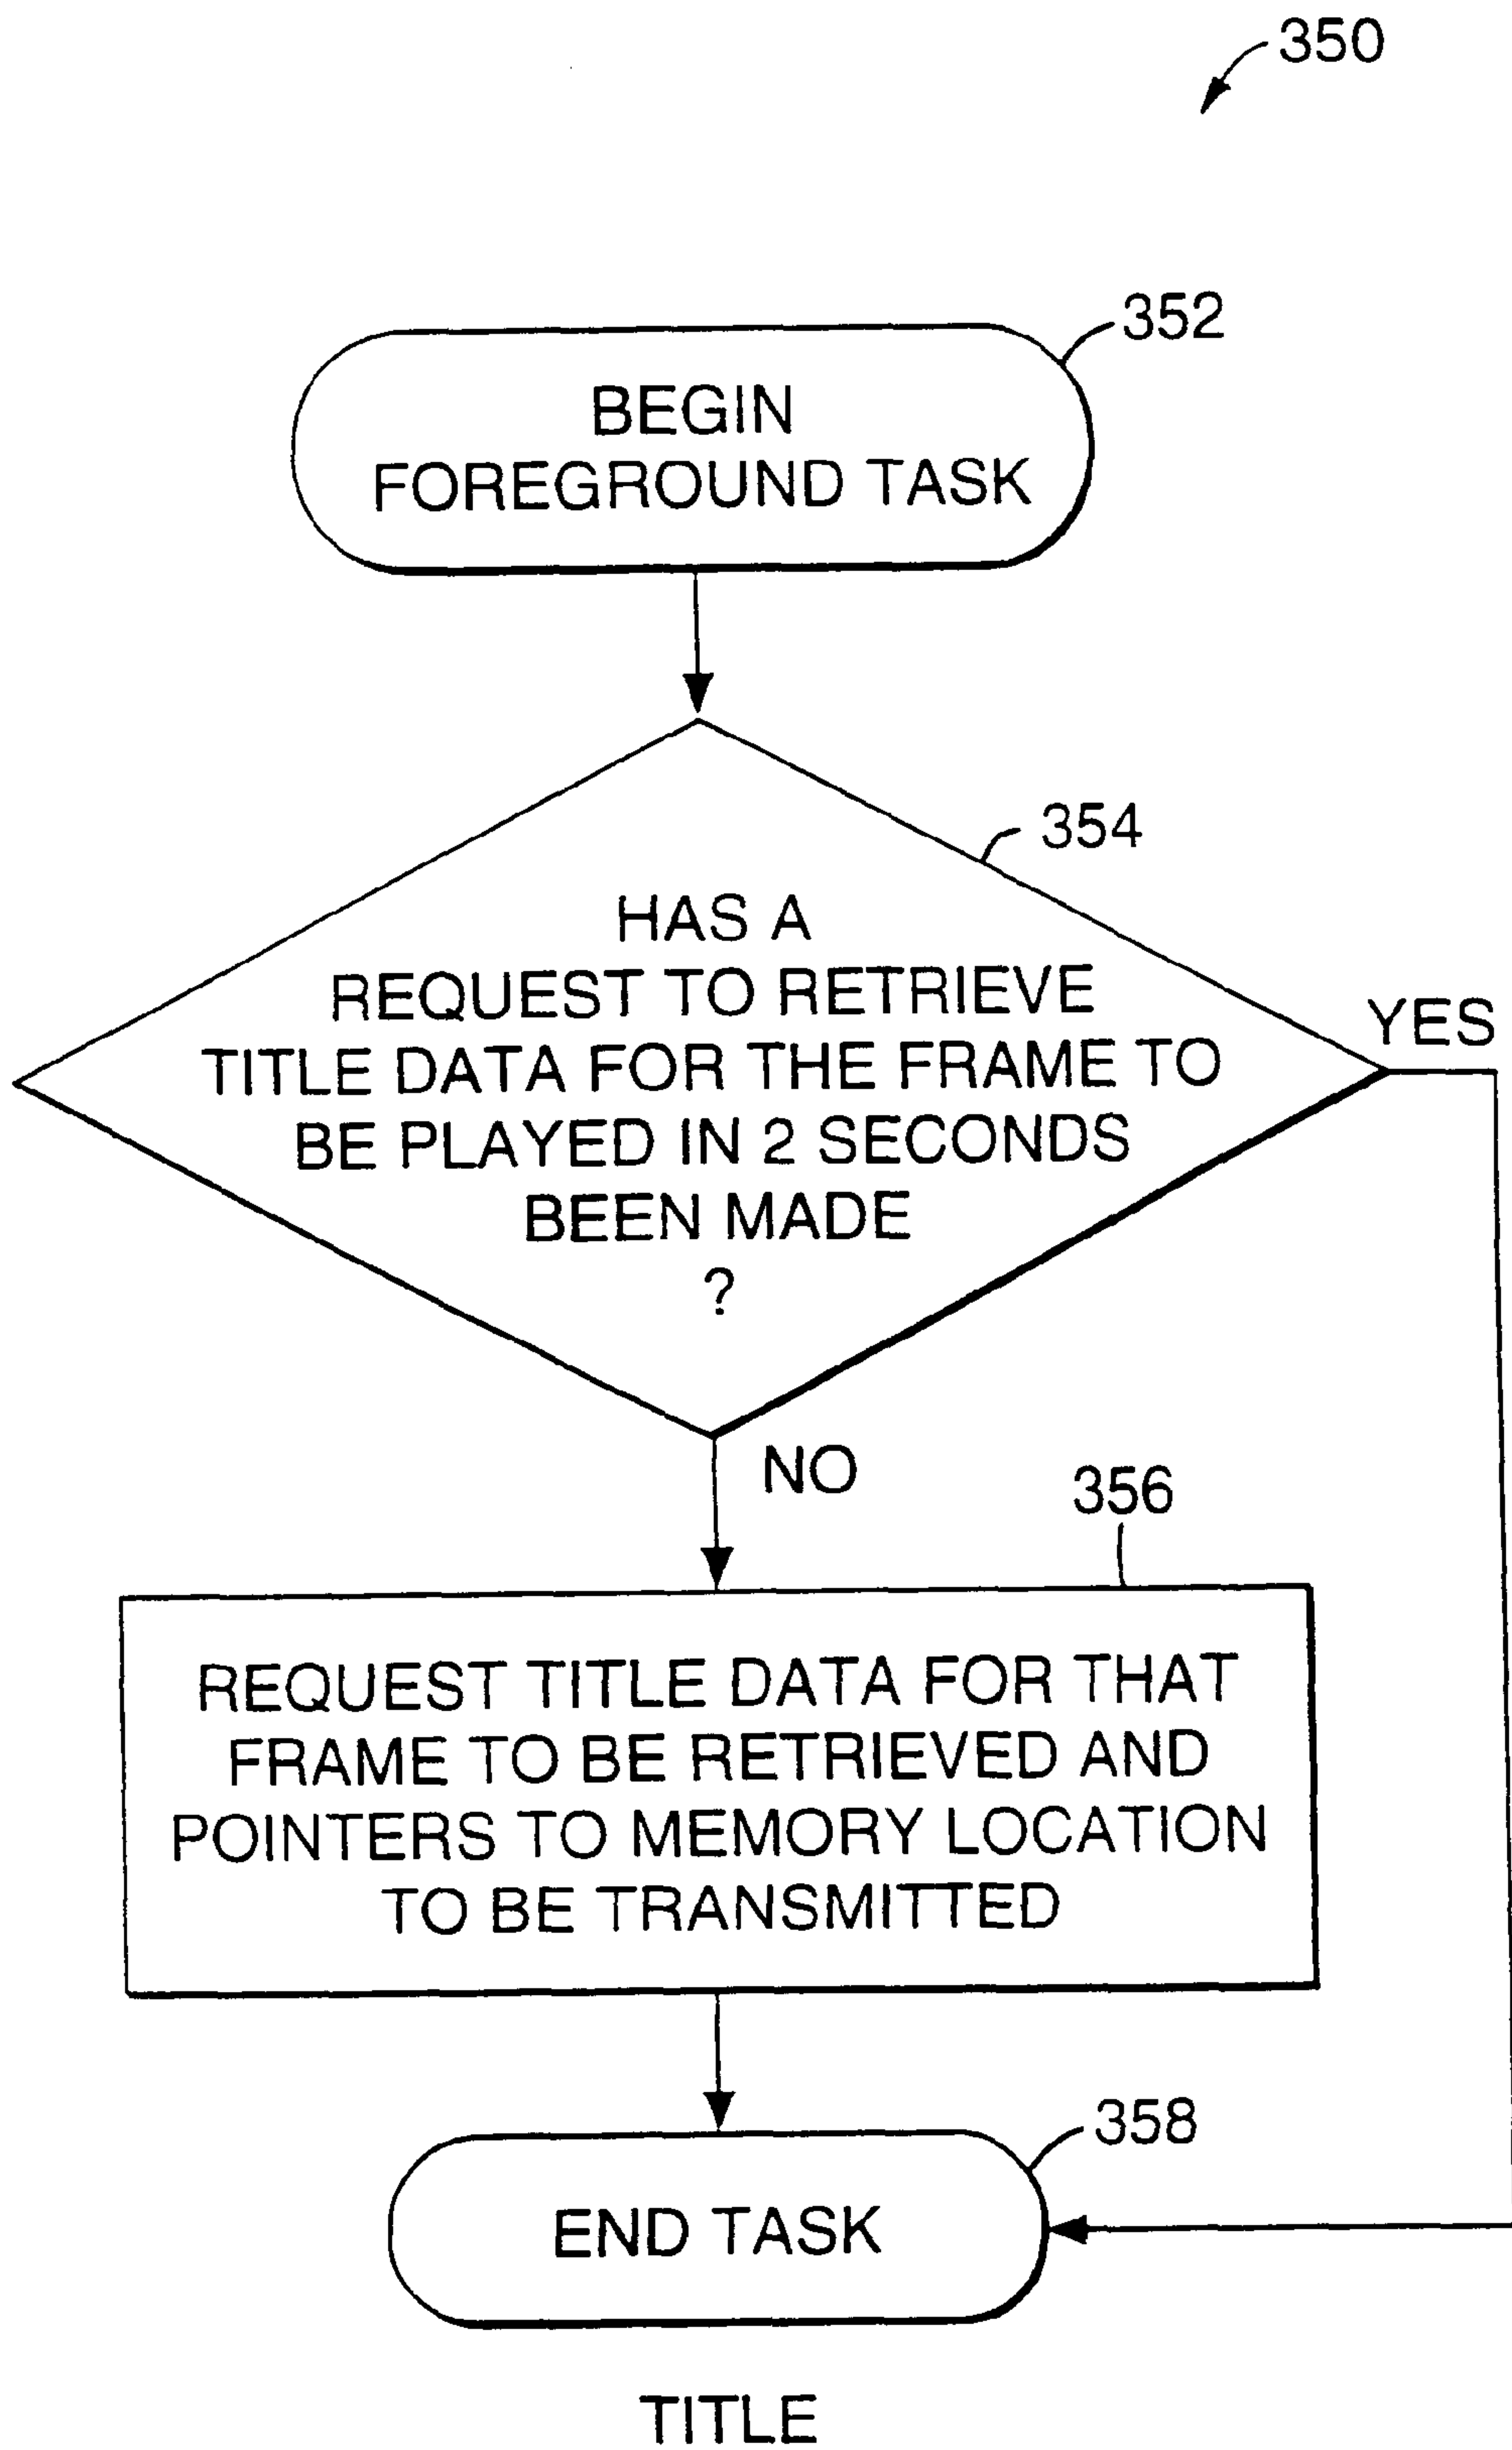 350
352
BEGIN
FOREGROUND TASK
354
HAS A
REQUEST TO RETRIEVE
TITLE DATA FOR THE FRAME TO
BE PLAYED IN 2 SECONDS
BEEN MADE
?
YES
NO
356
REQUEST TITLE DATA FOR THAT
FRAME TO BE RETRIEVED AND
POINTERS TO MEMORY LOCATION
TO BE TRANSMITTED
358
END TASK
TITLE